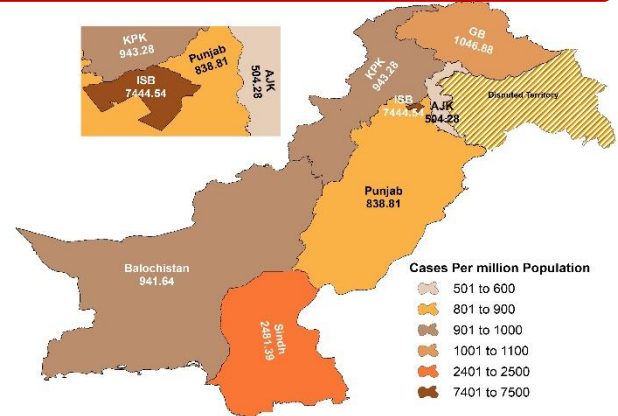 KPK
943.28
Punjab
838.81
ISB
7444.54
AJK
504.28
GB
1046.88
KPK
943.28
ISB
7444.54
AJK
504.28
Disputed Territory
Punjab
838.81
Balochistan
941.64
Sindh
2481.39
Cases Per million Population
501 to 600
801 to 900
901 to 1000
1001 to 1100
2401 to 2500
7401 to 7500